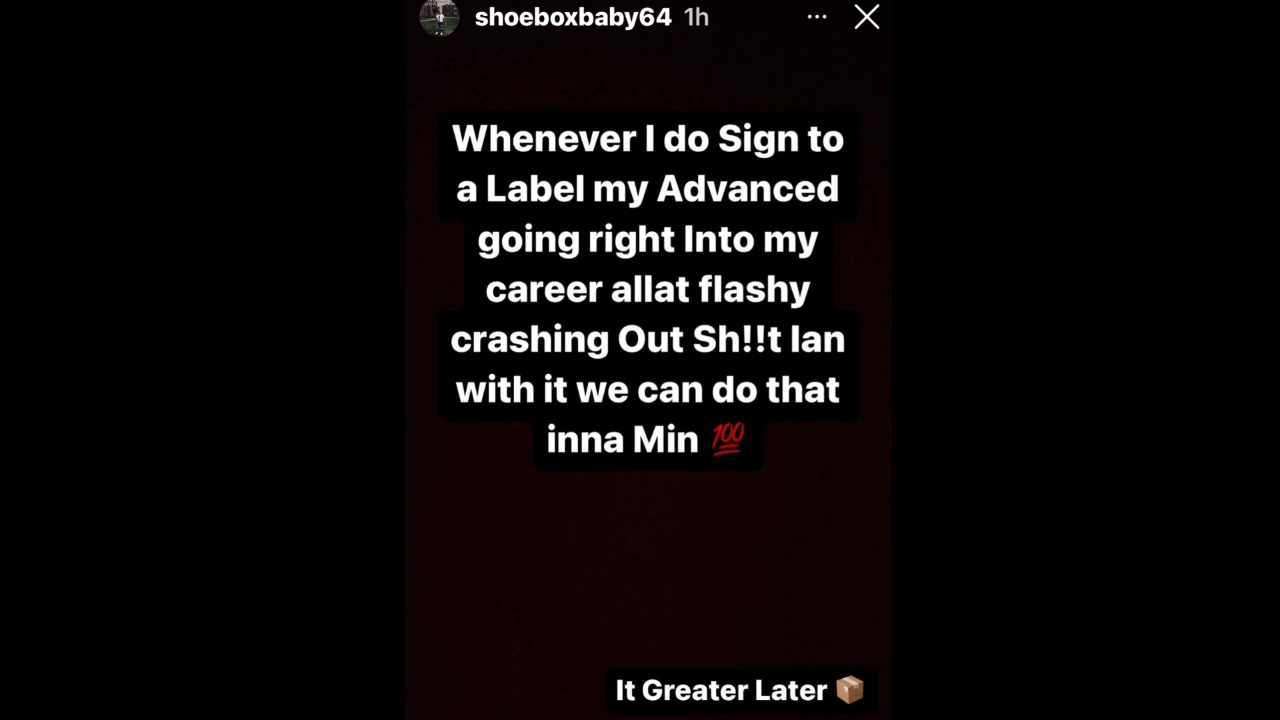 shoeboxbaby64 1h
Whenever I do Sign to
a Label my Advanced
going right Into my
career allat flashy
crashing Out Sh!!t Ian
with it we can do that
inna Min 💯
It Greater Later 📦